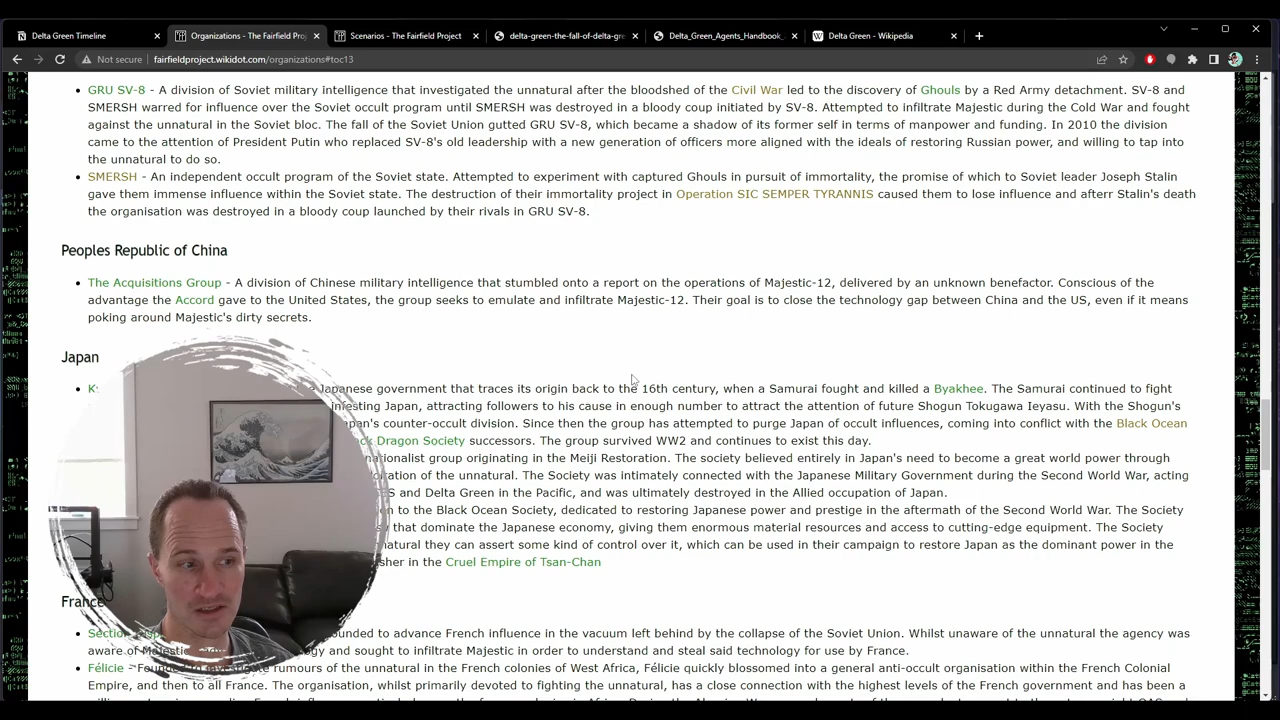 Delta Green Timeline
Organizations - The Fairfield Proj
Scenarios - The Fairfield Project
delta-green-the-fall-of-delta-gre
Delta_Green_Agents_Handbook_
Delta Green - Wikipedia
Not secure
fairfieldproject.wikidot.com/organizations#toc13
GRU SV-8 - A division of Soviet military intelligence that investigated the unnatural after the bloodshed of the Civil War led to the discovery of Ghouls by a Red Army detachment. SV-8 and
SMERSH warred for influence over the Soviet occult program until SMERSH was destroyed in a bloody coup initiated by SV-8. Attempted to infiltrate Majestic during the Cold War and fought
against the unnatural in the Soviet bloc. The fall of the Soviet Union gutted GRU SV-8, which became a shadow of its former self in terms of manpower and funding. In 2010 the division
came to the attention of President Putin who replaced SV-8's old leadership with a new generation of officers more aligned with the ideals of restoring Russian power, and willing to tap into
the unnatural to do so.
SMERSH - An independent occult program of the Soviet state. Attempted to experiment with captured Ghouls in pursuit of immortality, the promise of which to Soviet leader Joseph Stalin
gave them immense influence within the Soviet state. The destruction of their immortality project in Operation SIC SEMPER TYRANNIS caused them to lose influence and afterr Stalin's death
the organisation was destroyed in a bloody coup launched by their rivals in GRU SV-8.
Peoples Republic of China
The Acquisitions Group - A division of Chinese military intelligence that stumbled onto a report on the operations of Majestic-12, delivered by an unknown benefactor. Conscious of the
advantage the Accord gave to the United States, the group seeks to emulate and infiltrate Majestic-12. Their goal is to close the technology gap between China and the US, even if it means
poking around Majestic's dirty secrets.
Japan
Japanese government that traces its origin back to the 16th century, when a Samurai fought and killed a Byakhee. The Samurai continued to fight
infesting Japan, attracting followers to his cause in enough number to attract the attention of future Shogun Tokugawa Ieyasu. With the Shogun's
apan's counter-occult division. Since then the group has attempted to purge Japan of occult influences, coming into conflict with the Black Ocean
ck Dragon Society successors. The group survived WW2 and continues to exist this day.
nationalist group originating in the Meiji Restoration. The society believed entirely in Japan's need to become a great world power through
oration of the unnatural. The Society was intimately connected with the Japanese Military Government during the Second World War, acting
S and Delta Green in the Pacific, and was ultimately destroyed in the Allied occupation of Japan.
n to the Black Ocean Society, dedicated to restoring Japanese power and prestige in the aftermath of the Second World War. The Society
that dominate the Japanese economy, giving them enormous material resources and access to cutting-edge equipment. The Society
natural they can assert some kind of control over it, which can be used in their campaign to restore Japan as the dominant power in the
sher in the Cruel Empire of Tsan-Chan
France
Section founded to advance French influence in the vacuum left behind by the collapse of the Soviet Union. Whilst unaware of the unnatural the agency was
aware of Majestic and sought to infiltrate Majestic in order to understand and steal said technology for use by France.
Félicie - Founded to rumours of the unnatural in the French colonies of West Africa, Félicie quickly blossomed into a general anti-occult organisation within the French Colonial
Empire, and then to all France. The organisation, whilst primarily devoted to fighting the unnatural, has a close connection with the highest levels of the French government and has been a